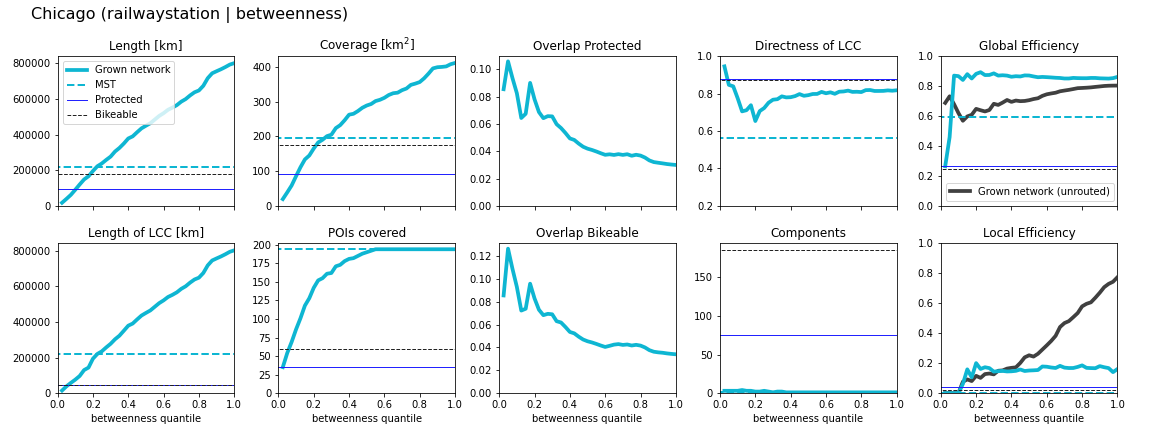 Chicago (railwaystation | betweenness)
Length [km]
800000
600000
400000
200000
0
Grown network
MST
Protected
Bikeable
Coverage [km²]
400
300
200
100
0
Overlap Protected
0.10
0.08
0.06
0.04
0.02
0.00
Directness of LCC
1.0
0.8
0.6
0.4
0.2
Global Efficiency
1.0
0.8
0.6
0.4
0.2
0.0
Grown network (unrouted)
Length of LCC [km]
800000
600000
400000
200000
0
0.0 0.2 0.4 0.6 0.8 1.0
betweenness quantile
POIs covered
200
175
150
125
100
75
50
25
0
0.0 0.2 0.4 0.6 0.8 1.0
betweenness quantile
Overlap Bikeable
0.12
0.10
0.08
0.06
0.04
0.02
0.00
0.0 0.2 0.4 0.6 0.8 1.0
betweenness quantile
Components
150
100
50
0
0.0 0.2 0.4 0.6 0.8 1.0
betweenness quantile
Local Efficiency
1.0
0.8
0.6
0.4
0.2
0.0
0.0 0.2 0.4 0.6 0.8 1.0
betweenness quantile